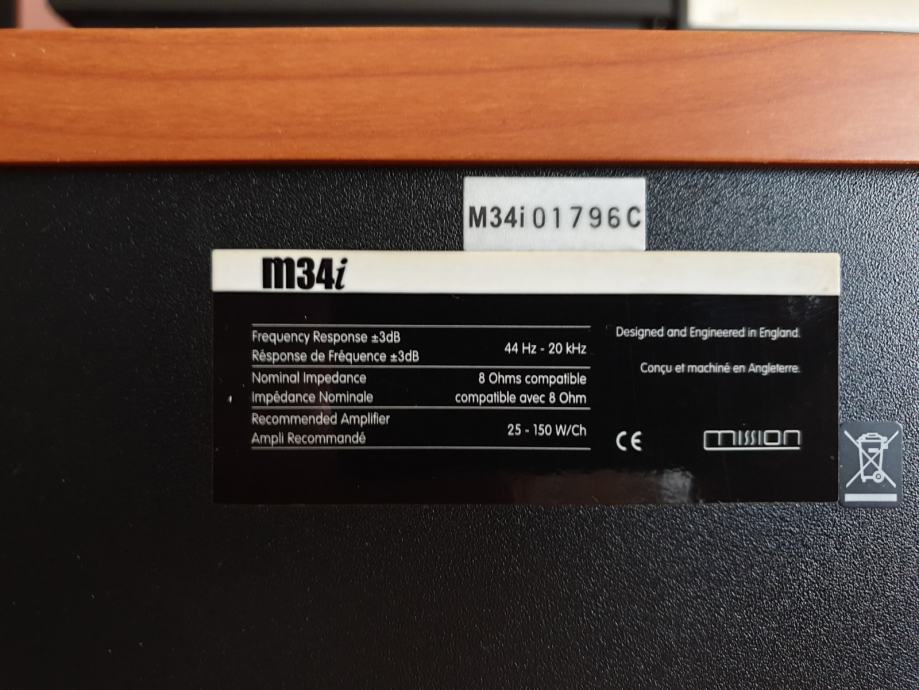 M34i01796C
m34i
Frequency Response ±3dB
Résponse de Fréquence ±3dB
44 Hz - 20 kHz
Nominal Impedance
8 Ohms compatible
Impédance Nominale
compatible avec 8 Ohm
Recommended Amplifier
Ampli Recommandé
25 - 150 W/Ch
Designed and Engineered in England.
Conçu et machiné en Angleterre.
CE
mission